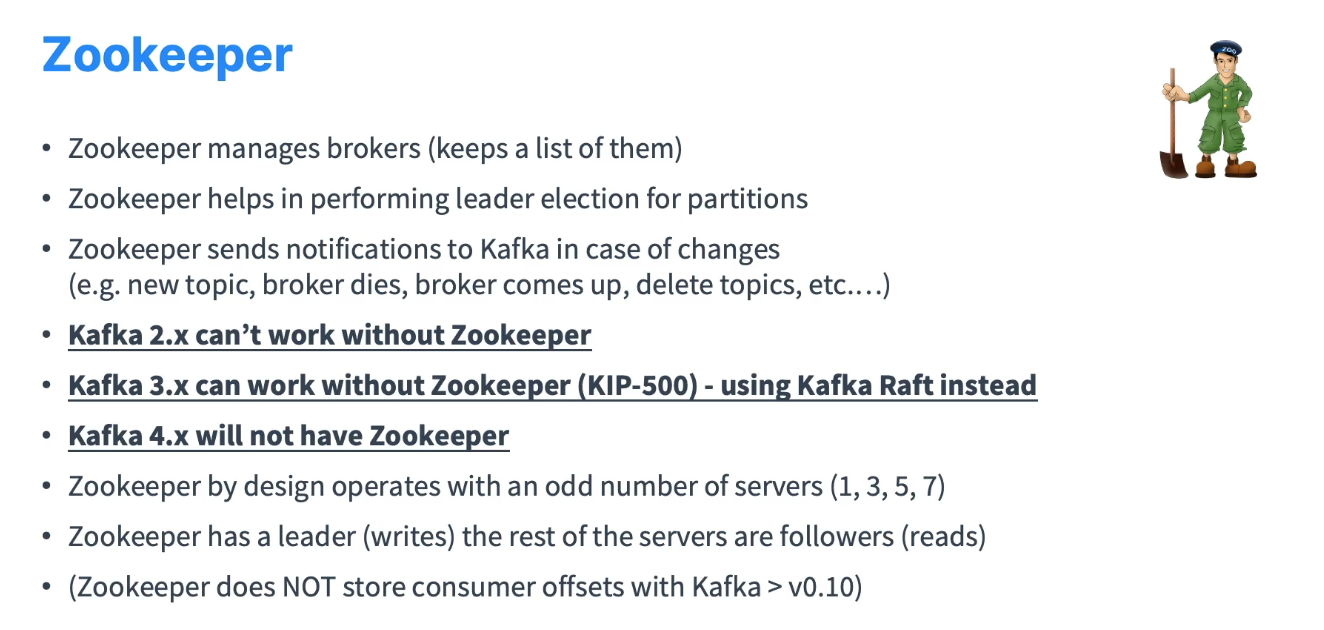 Zookeeper
ZOO
• Zookeeper manages brokers (keeps a list of them)
• Zookeeper helps in performing leader election for partitions
• Zookeeper sends notifications to Kafka in case of changes
(e.g. new topic, broker dies, broker comes up, delete topics, etc.…)
• Kafka 2.x can’t work without Zookeeper
• Kafka 3.x can work without Zookeeper (KIP-500) - using Kafka Raft instead
• Kafka 4.x will not have Zookeeper
• Zookeeper by design operates with an odd number of servers (1, 3, 5, 7)
• Zookeeper has a leader (writes) the rest of the servers are followers (reads)
• (Zookeeper does NOT store consumer offsets with Kafka > v0.10)